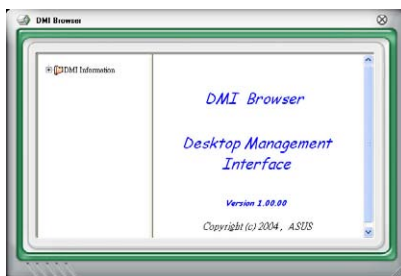 DMI Browser
DMI Information
DMI Browser
Desktop Management
Interface
Version 1.00.00
Copyright (c) 2004, ASUS